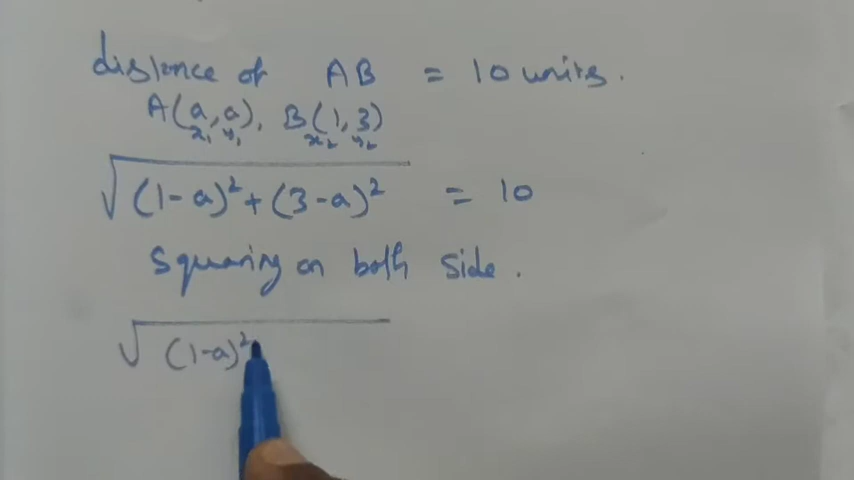 distance of AB = 10 units.
A(a,a), B(1,3)
x₁ y₁ x₂ y₂
√(1-a)²+(3-a)² = 10
Squaring on both side.
√(1-a)²